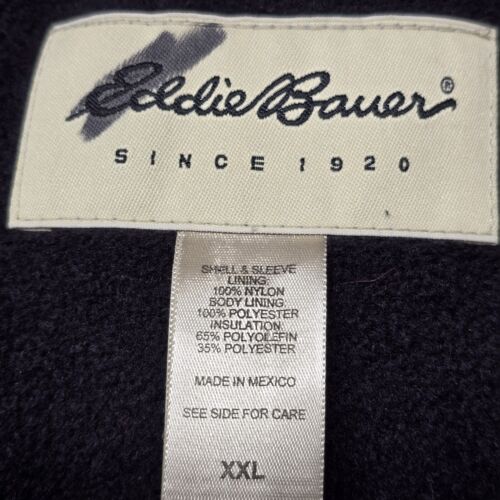 Eddie Bauer®
SINCE 1920
SHELL & SLEEVE
LINING:
100% NYLON
BODY LINING:
100% POLYESTER
INSULATION:
65% POLYOLEFIN
35% POLYESTER
MADE IN MEXICO
SEE SIDE FOR CARE
XXL